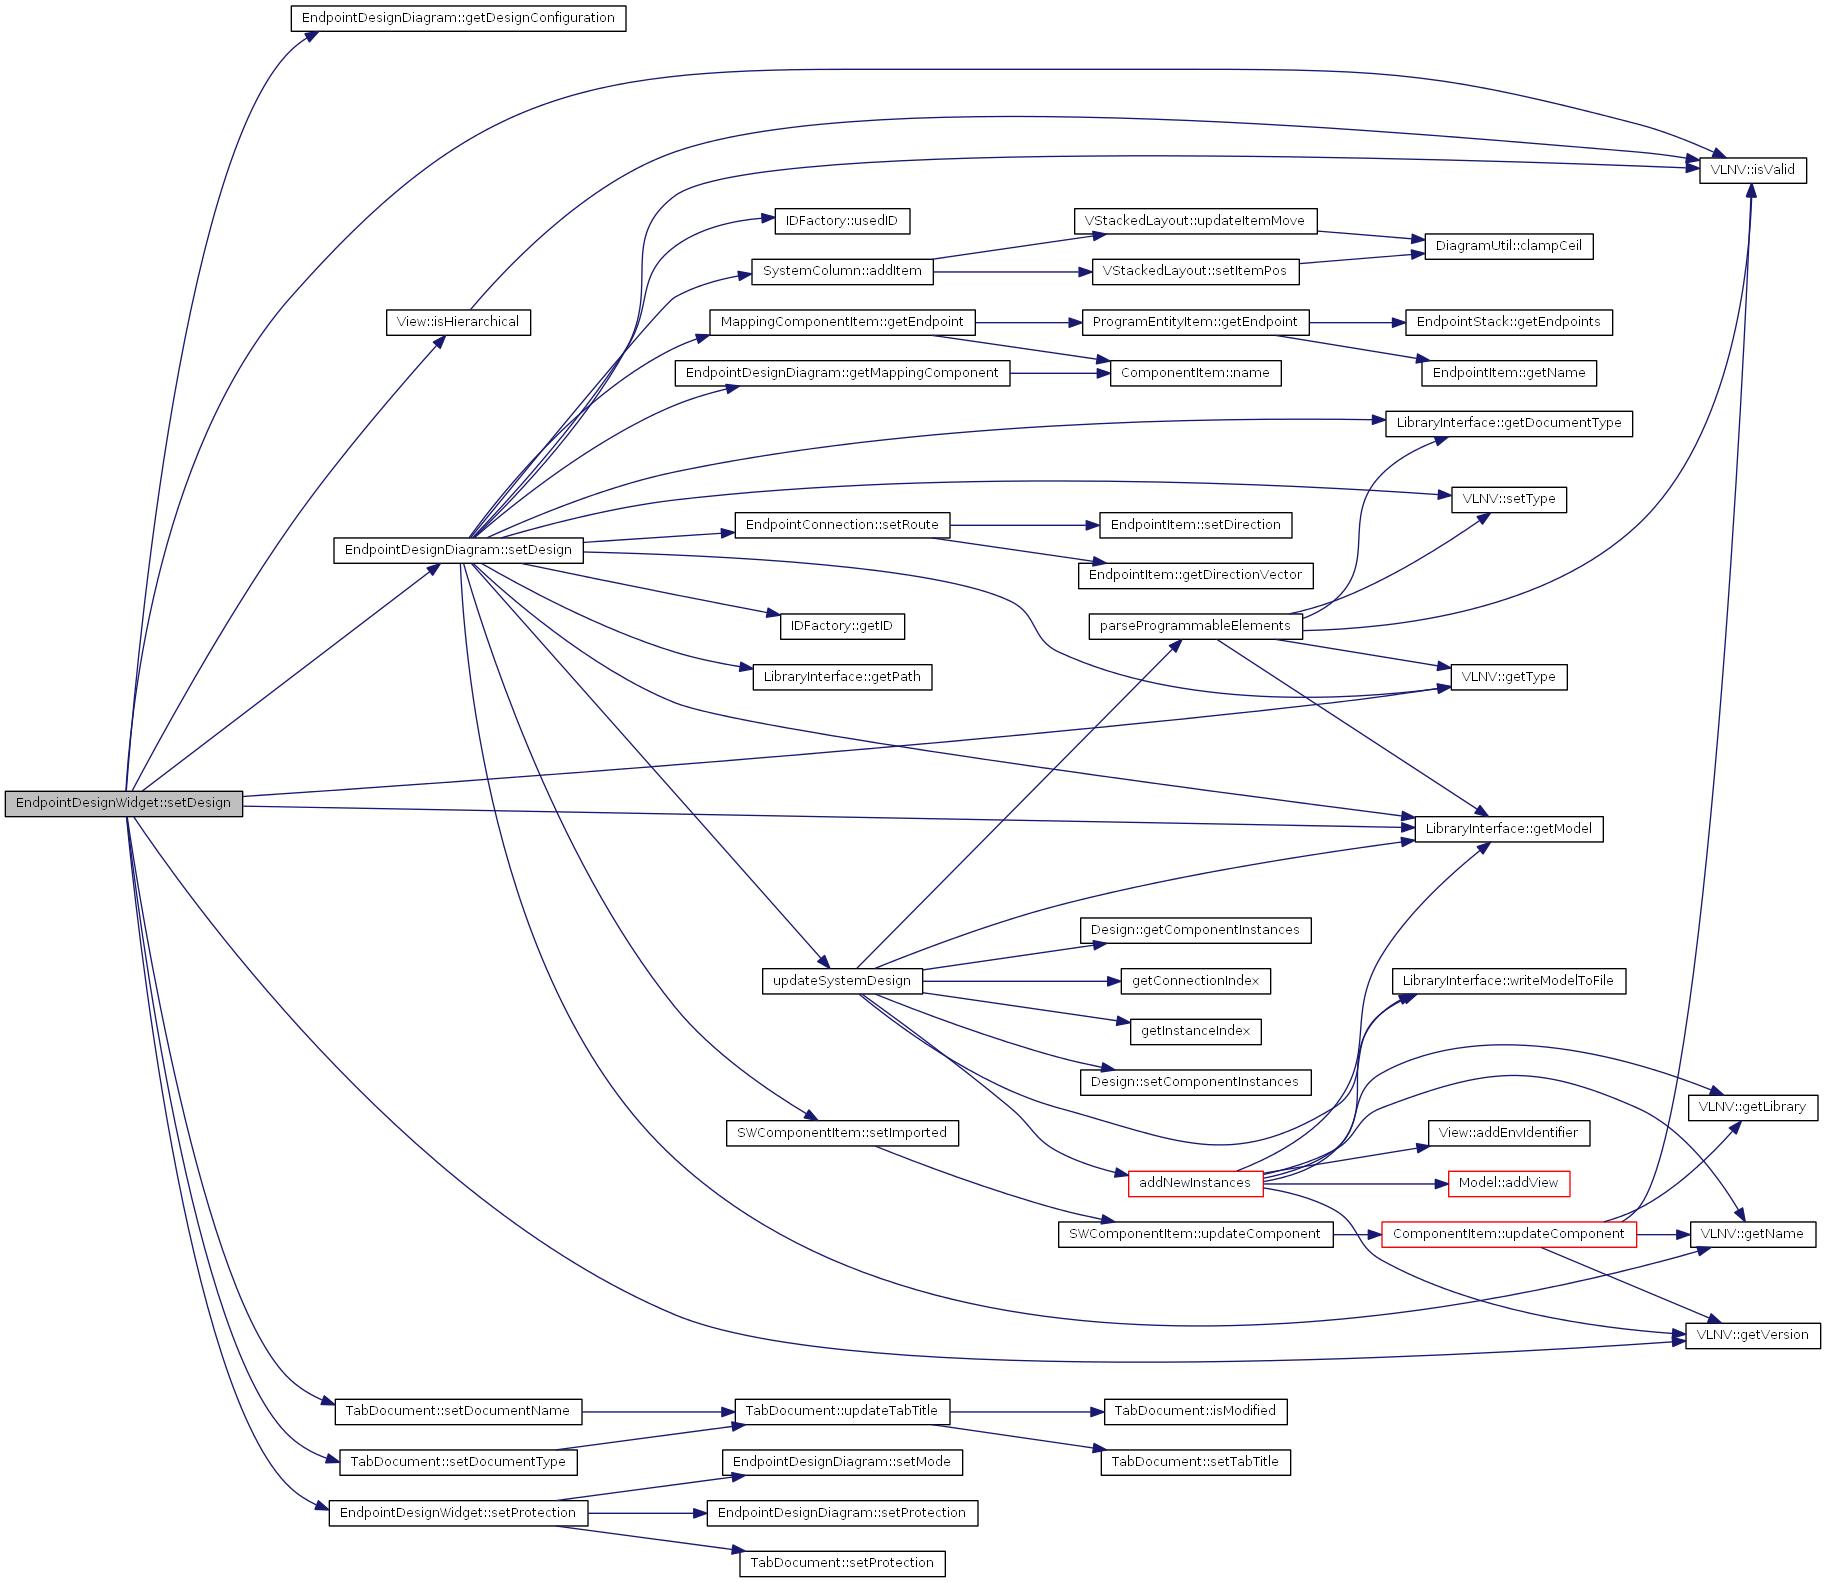 EndpointDesignDiagram::getDesignConfiguration
VLNV::isValid
IDFactory::usedID
VStackedLayout::updateItemMove
DiagramUtil::clampCeil
SystemColumn::addItem
VStackedLayout::setItemPos
View::isHierarchical
MappingComponentItem::getEndpoint
ProgramEntityItem::getEndpoint
EndpointStack::getEndpoints
EndpointDesignDiagram::getMappingComponent
ComponentItem::name
EndpointItem::getName
LibraryInterface::getDocumentType
VLNV::setType
EndpointConnection::setRoute
EndpointItem::setDirection
EndpointDesignDiagram::setDesign
EndpointItem::getDirectionVector
IDFactory::getID
parseProgrammableElements
LibraryInterface::getPath
VLNV::getType
EndpointDesignWidget::setDesign
LibraryInterface::getModel
Design::getComponentInstances
updateSystemDesign
getConnectionIndex
LibraryInterface::writeModelToFile
getInstanceIndex
Design::setComponentInstances
VLNV::getLibrary
SWComponentItem::setImported
View::addEnvIdentifier
addNewInstances
Model::addView
SWComponentItem::updateComponent
ComponentItem::updateComponent
VLNV::getName
VLNV::getVersion
TabDocument::setDocumentName
TabDocument::updateTabTitle
TabDocument::isModified
TabDocument::setDocumentType
EndpointDesignDiagram::setMode
TabDocument::setTabTitle
EndpointDesignWidget::setProtection
EndpointDesignDiagram::setProtection
TabDocument::setProtection